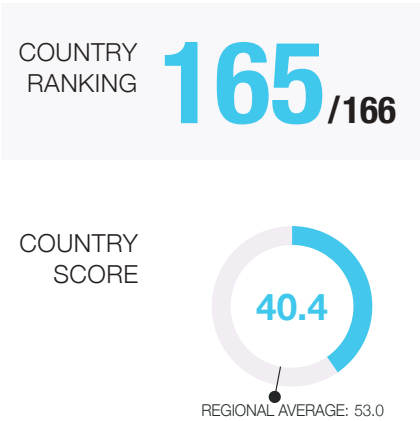 COUNTRY
RANKING
165/166
COUNTRY
SCORE
40.4
REGIONAL AVERAGE: 53.0